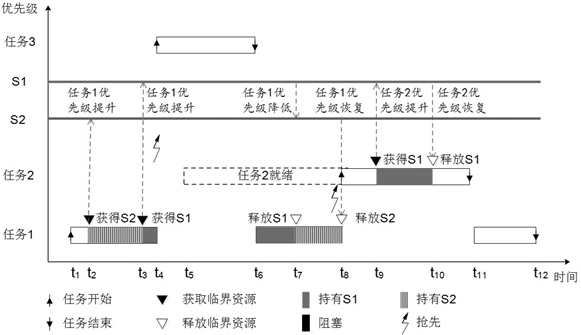 优先级
任务3
S1
任务1优先级提升
任务1优先级提升
任务1优先级降低
任务1优先级恢复
任务2优先级提升
任务2优先级恢复
S2
获得S1
释放S1
任务2
任务2就绪
获得S2
获得S1
释放S1
释放S2
任务1
t1 t2 t3 t4 t5 t6 t7 t8 t9 t10 t11 t12 时间
任务开始 获取临界资源 持有S1 持有S2
任务结束 释放临界资源 阻塞 抢先